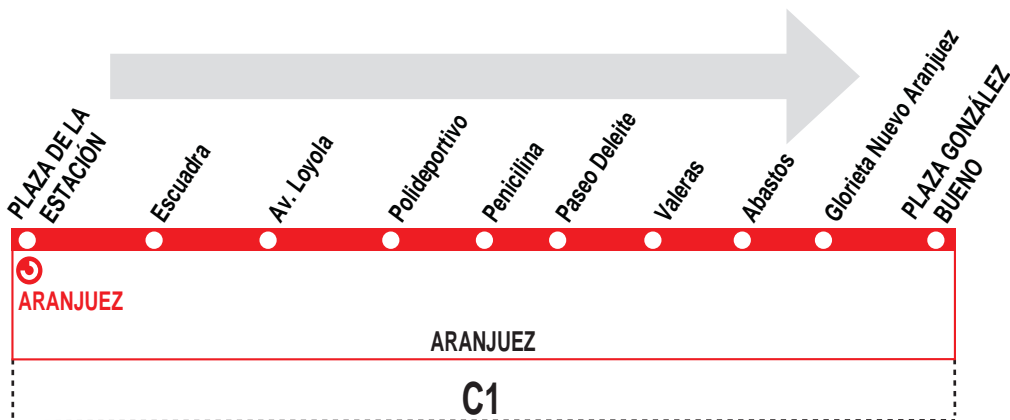 PLAZA DE LA
ESTACIÓN
Escuadra
Av. Loyola
Polideportivo
Penicilina
Paseo Deleite
Valeras
Abastos
Glorieta Nuevo Aranjuez
PLAZA GONZÁLEZ
BUENO
ARANJUEZ
ARANJUEZ
C1